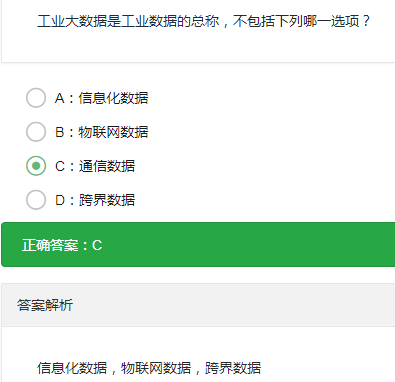 工业大数据是工业数据的总称，不包括下列哪一选项？
A：信息化数据
B：物联网数据
C：通信数据
D：跨界数据
正确答案：C
答案解析
信息化数据，物联网数据，跨界数据